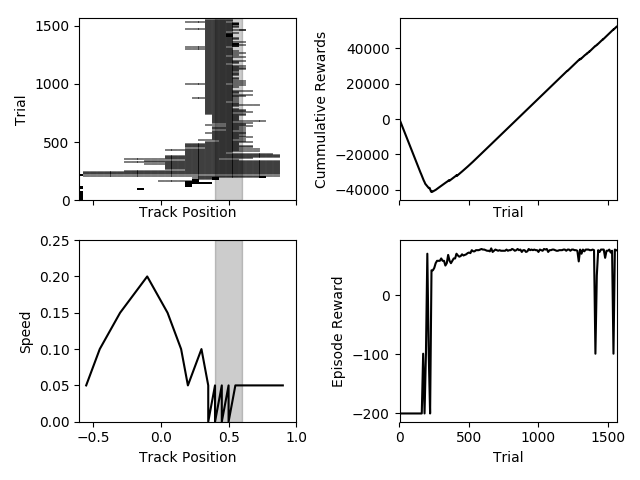 1500
1000
500
0
Trial
Track Position
40000
20000
0
−20000
−40000
Cummulative Rewards
Trial
0.25
0.20
0.15
0.10
0.05
0.00
Speed
−0.5 0.0 0.5 1.0
Track Position
0
−100
−200
Episode Reward
0 500 1000 1500
Trial